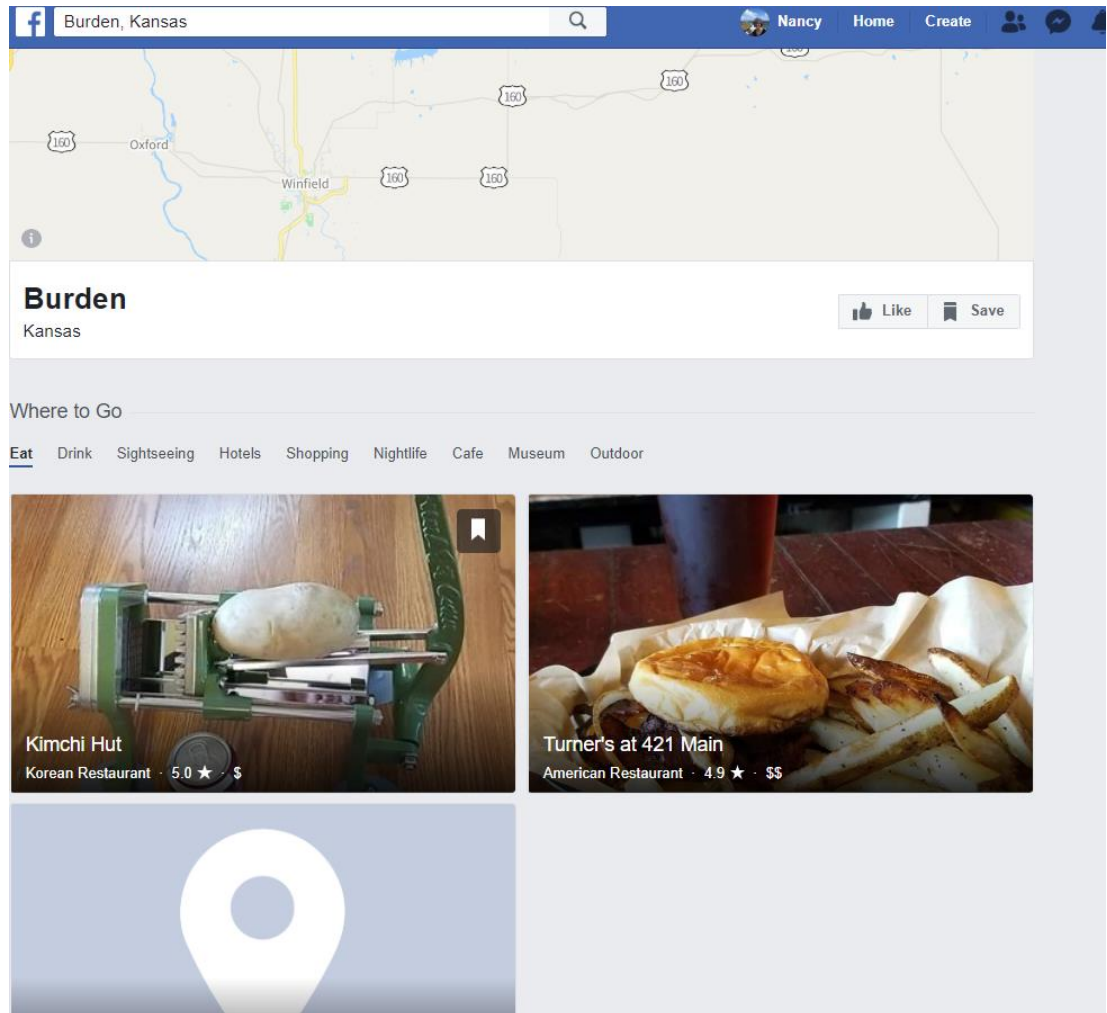 f Burden, Kansas Nancy Home Create
160
160
160
160 Oxford
Winfield 160 160
i
Burden
Kansas
Like Save
Where to Go
Eat Drink Sightseeing Hotels Shopping Nightlife Cafe Museum Outdoor
Kimchi Hut
Korean Restaurant · 5.0 ★ · $
Turner's at 421 Main
American Restaurant · 4.9 ★ · $$